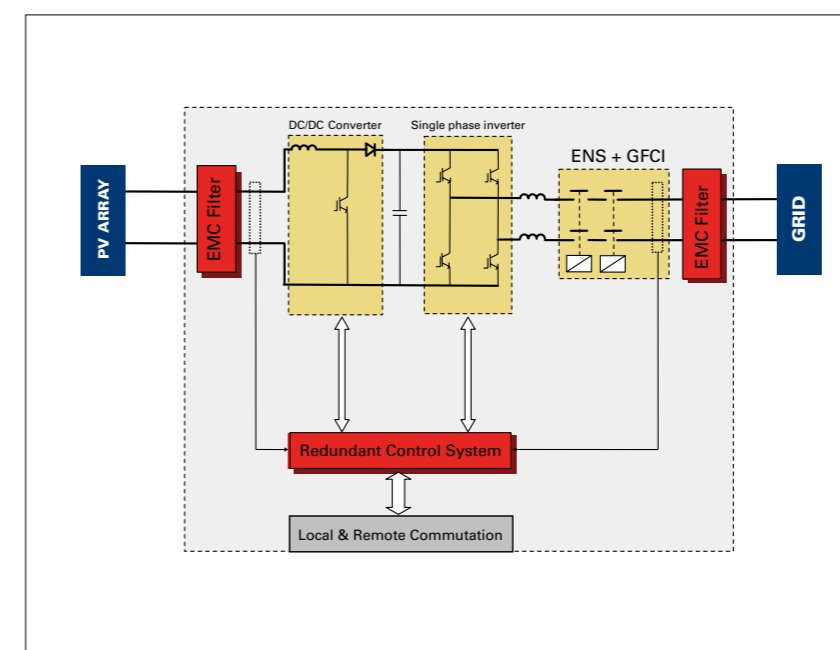 DC/DC Converter
Single phase inverter
ENS + GFCI
PV ARRAY
EMC Filter
EMC Filter
GRID
Redundant Control System
Local & Remote Commutation